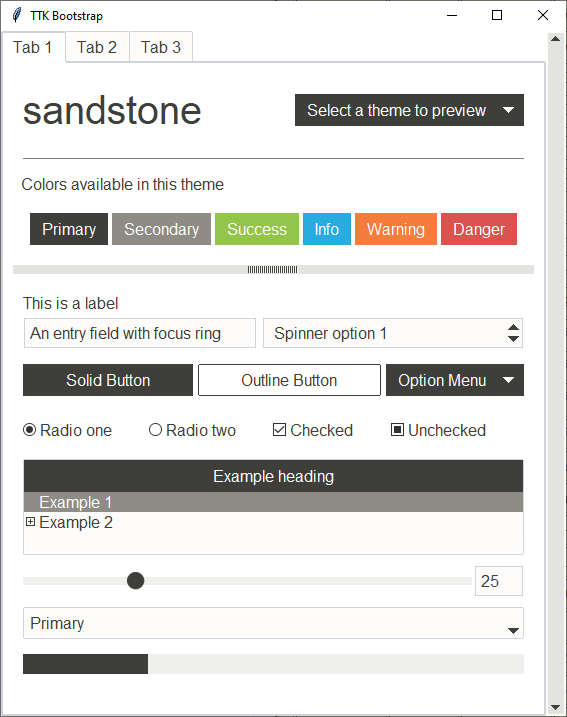 TTK Bootstrap
Tab 1 Tab 2 Tab 3
sandstone Select a theme to preview
Colors available in this theme
Primary Secondary Success Info Warning Danger
This is a label
An entry field with focus ring Spinner option 1
Solid Button Outline Button Option Menu
Radio one Radio two Checked Unchecked
Example heading
Example 1
Example 2
25
Primary